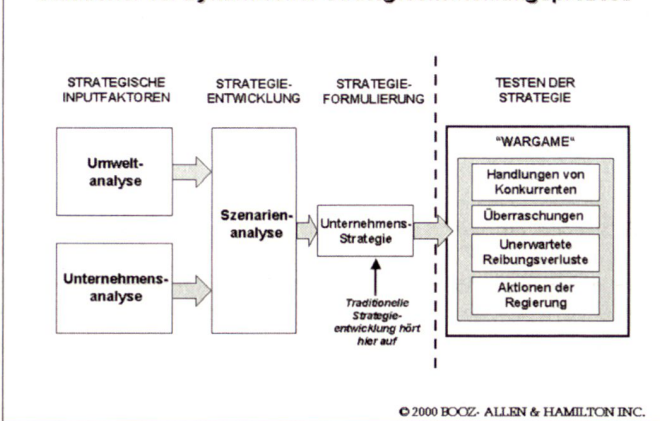 STRATEGISCHE
INPUTFAKTOREN
STRATEGIE-
ENTWICKLUNG
STRATEGIE-
FORMULIERUNG
TESTEN DER
STRATEGIE
Umwelt-
analyse
Unternehmens-
analyse
Szenarien-
analyse
Unternehmens-
Strategie
Traditionelle
Strategie-
entwicklung hört
hier auf
"WARGAME"
Handlungen von
Konkurrenten
Überraschungen
Unerwartete
Reibungsverluste
Aktionen der
Regierung
© 2000 BOOZ- ALLEN & HAMILTON INC.